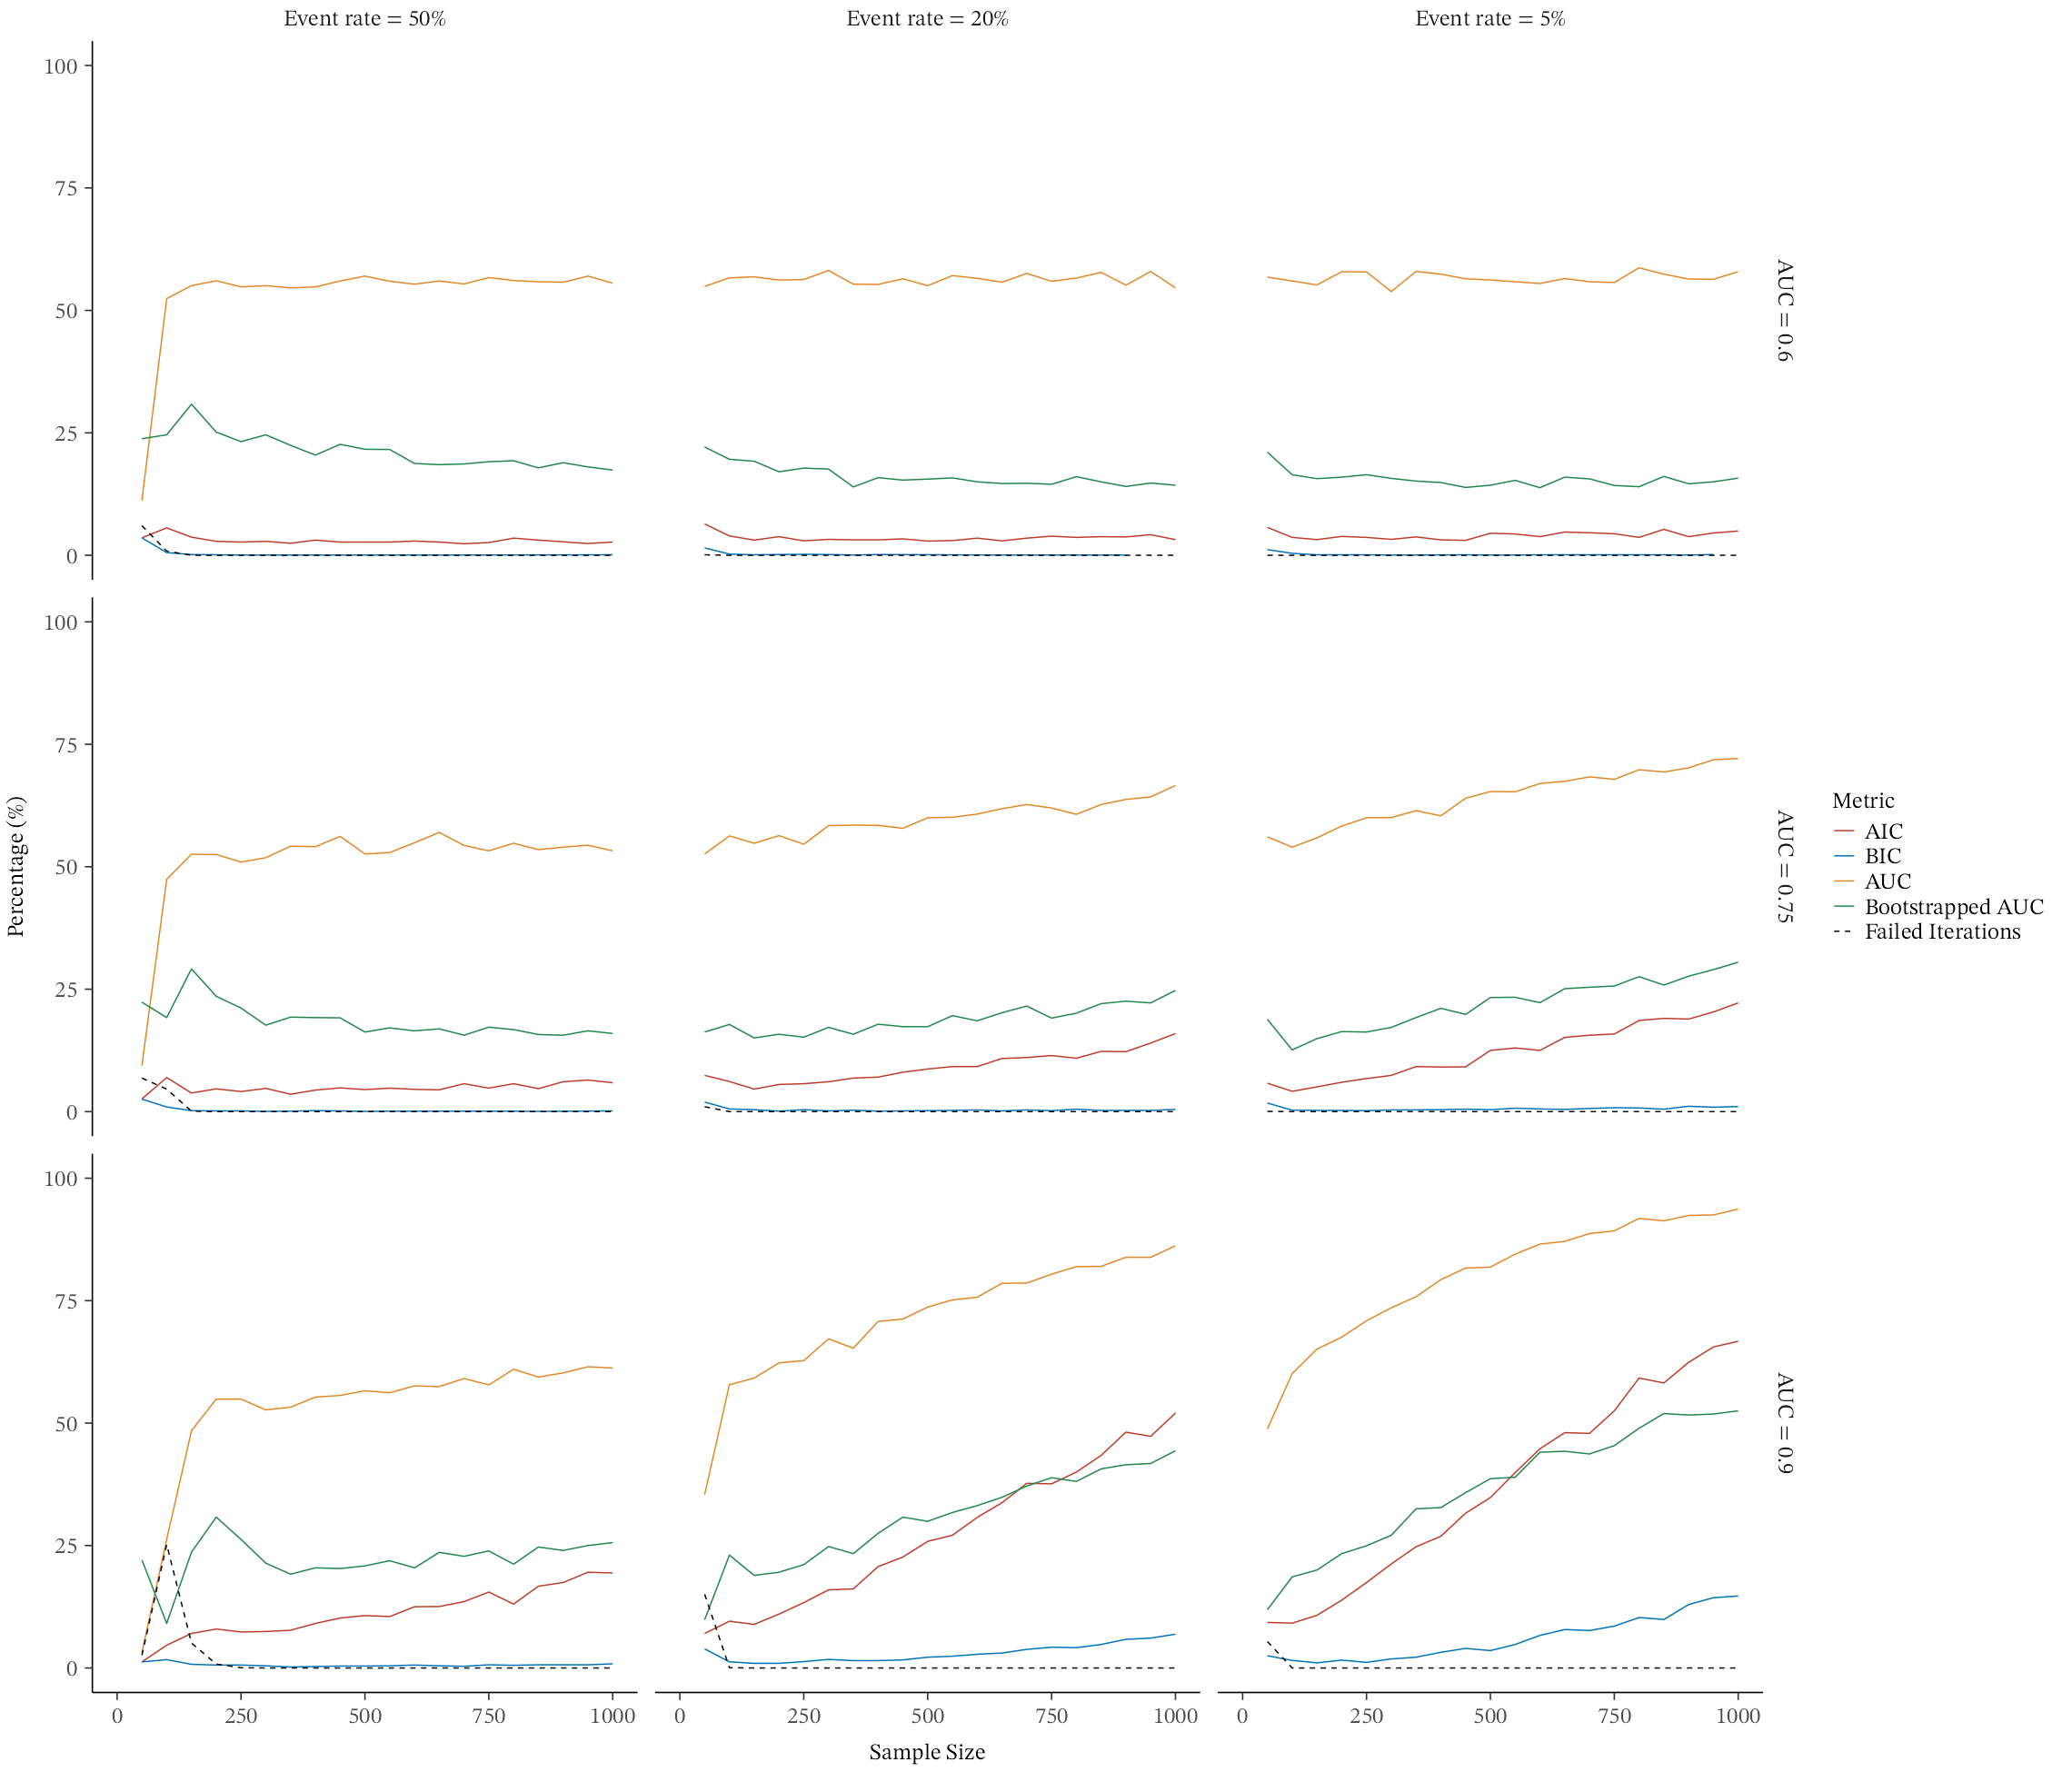 Event rate = 50%
Event rate = 20%
Event rate = 5%
100
75
50
25
0
AUC = 0.6
100
75
50
25
0
AUC = 0.75
Percentage (%)
Metric
AIC
BIC
AUC
Bootstrapped AUC
Failed Iterations
100
75
50
25
0
AUC = 0.9
0 250 500 750 1000
0 250 500 750 1000
0 250 500 750 1000
Sample Size